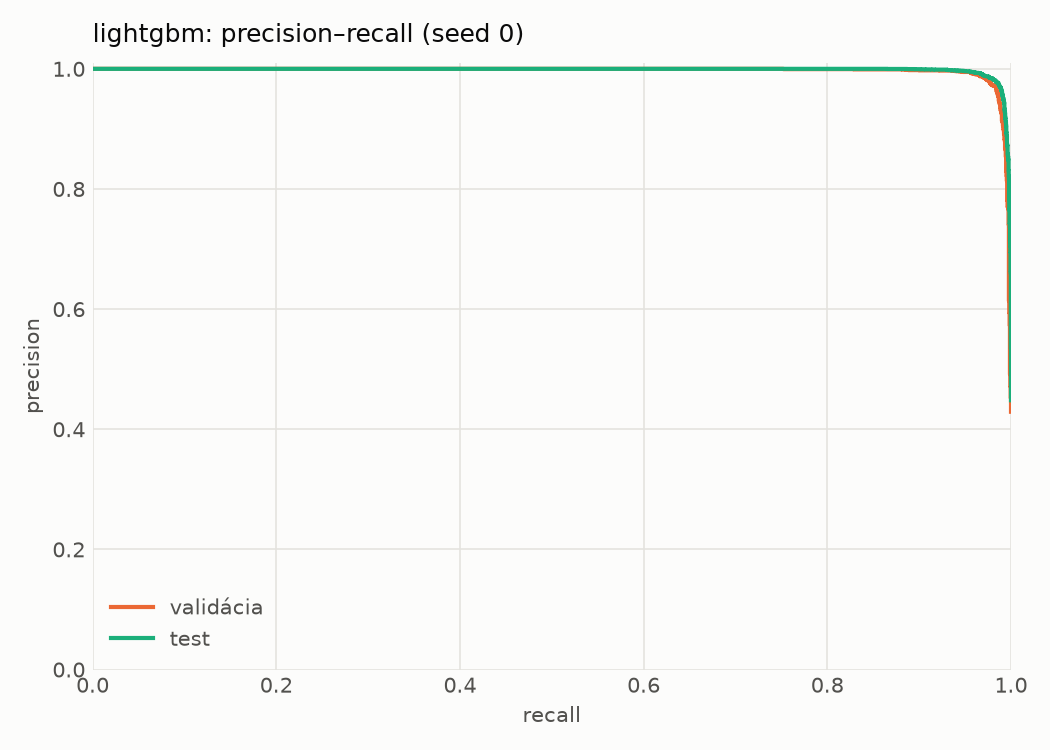 lightgbm: precision–recall (seed 0)
1.0
0.8
0.6
0.4
0.2
0.0
precision
validácia
test
0.0 0.2 0.4 0.6 0.8 1.0
recall